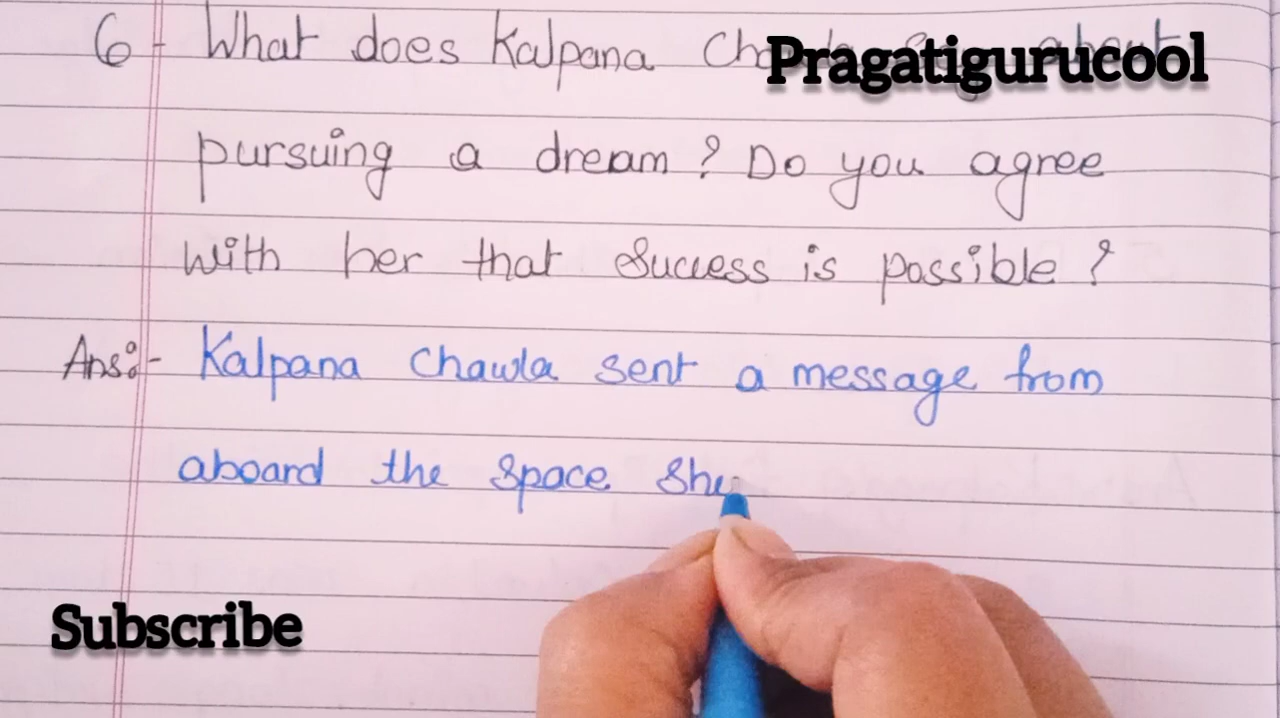 6- What does Kalpana
Pragatigurucool
pursuing a dream? Do you agree
with her that success is possible?
Ans:- Kalpana Chawla sent a message from
aboard the space
Subscribe